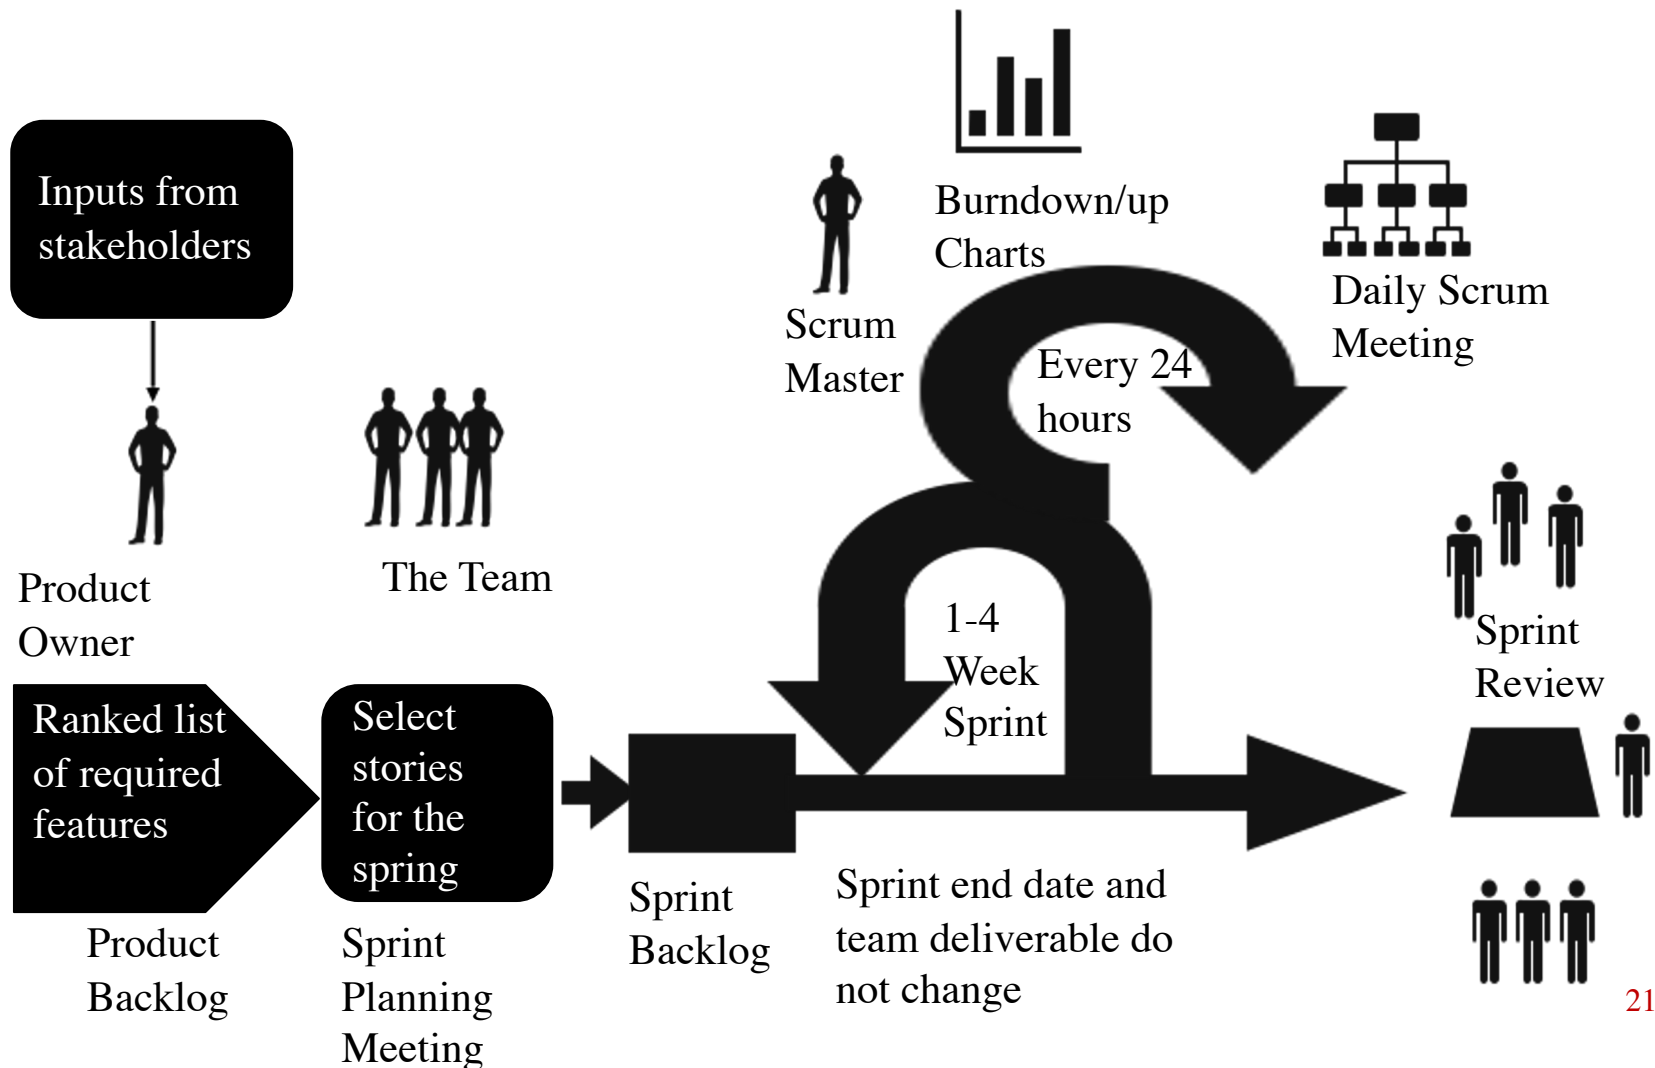 Inputs from
stakeholders
Product
Owner
The Team
Scrum
Master
Burndown/up
Charts
Daily Scrum
Meeting
Every 24
hours
1-4
Week
Sprint
Sprint
Review
Ranked list
of required
features
Product
Backlog
Select
stories
for the
spring
Sprint
Planning
Meeting
Sprint
Backlog
Sprint end date and
team deliverable do
not change
21